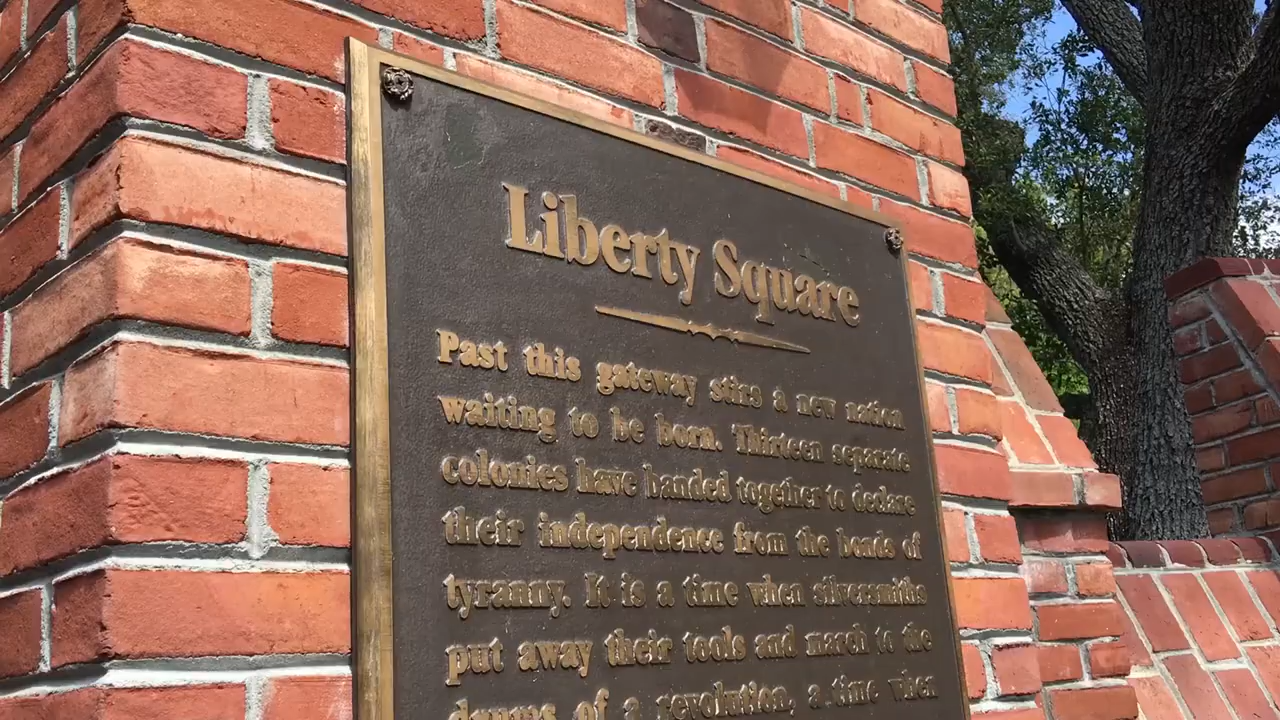 Liberty Square
Past this gateway stirs a new nation
waiting to be born. Thirteen separate
colonies have banded together to declare
their independence from the bonds of
tyranny. It is a time when silversmiths
put away their tools and march to the
drums of a revolution, a time when